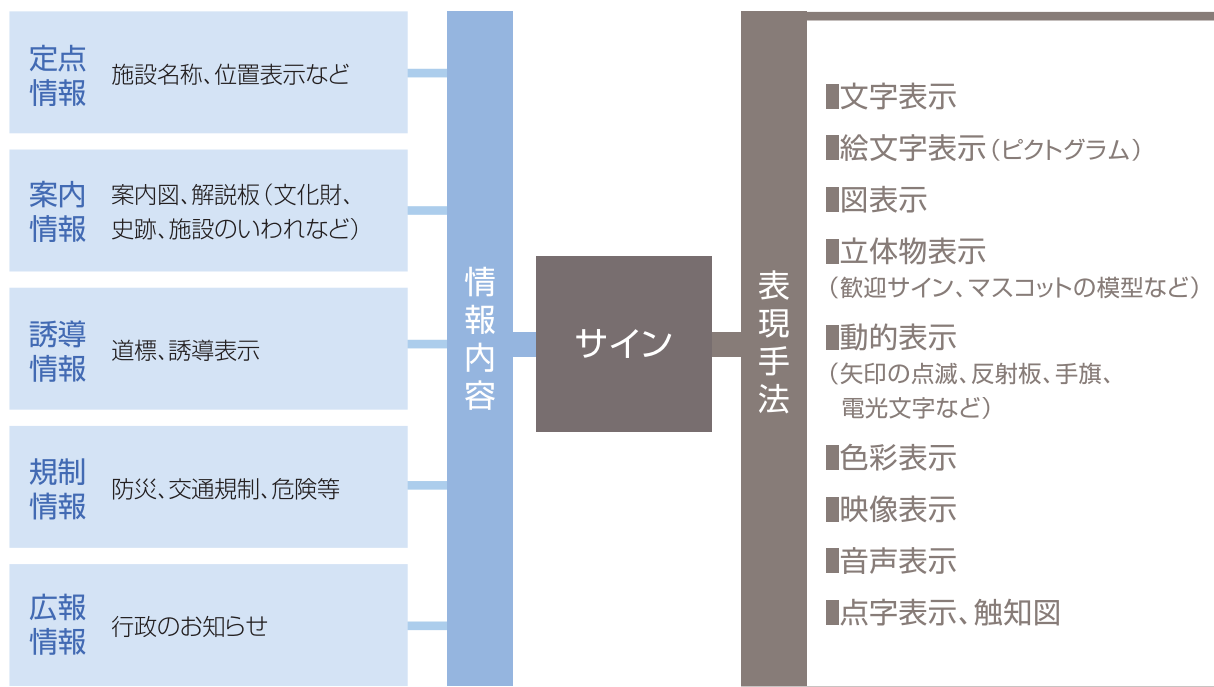 定点
情報
施設名称、位置表示など
案内
情報
案内図、解説板（文化財、
史跡、施設のいわれなど）
誘導
情報
道標、誘導表示
規制
情報
防災、交通規制、危険等
広報
情報
行政のお知らせ
情報内容
サイン
表現手法
■文字表示
■絵文字表示（ピクトグラム）
■図表示
■立体物表示
（歓迎サイン、マスコットの模型など）
■動的表示
（矢印の点滅、反射板、手旗、
電光文字など）
■色彩表示
■映像表示
■音声表示
■点字表示、触知図